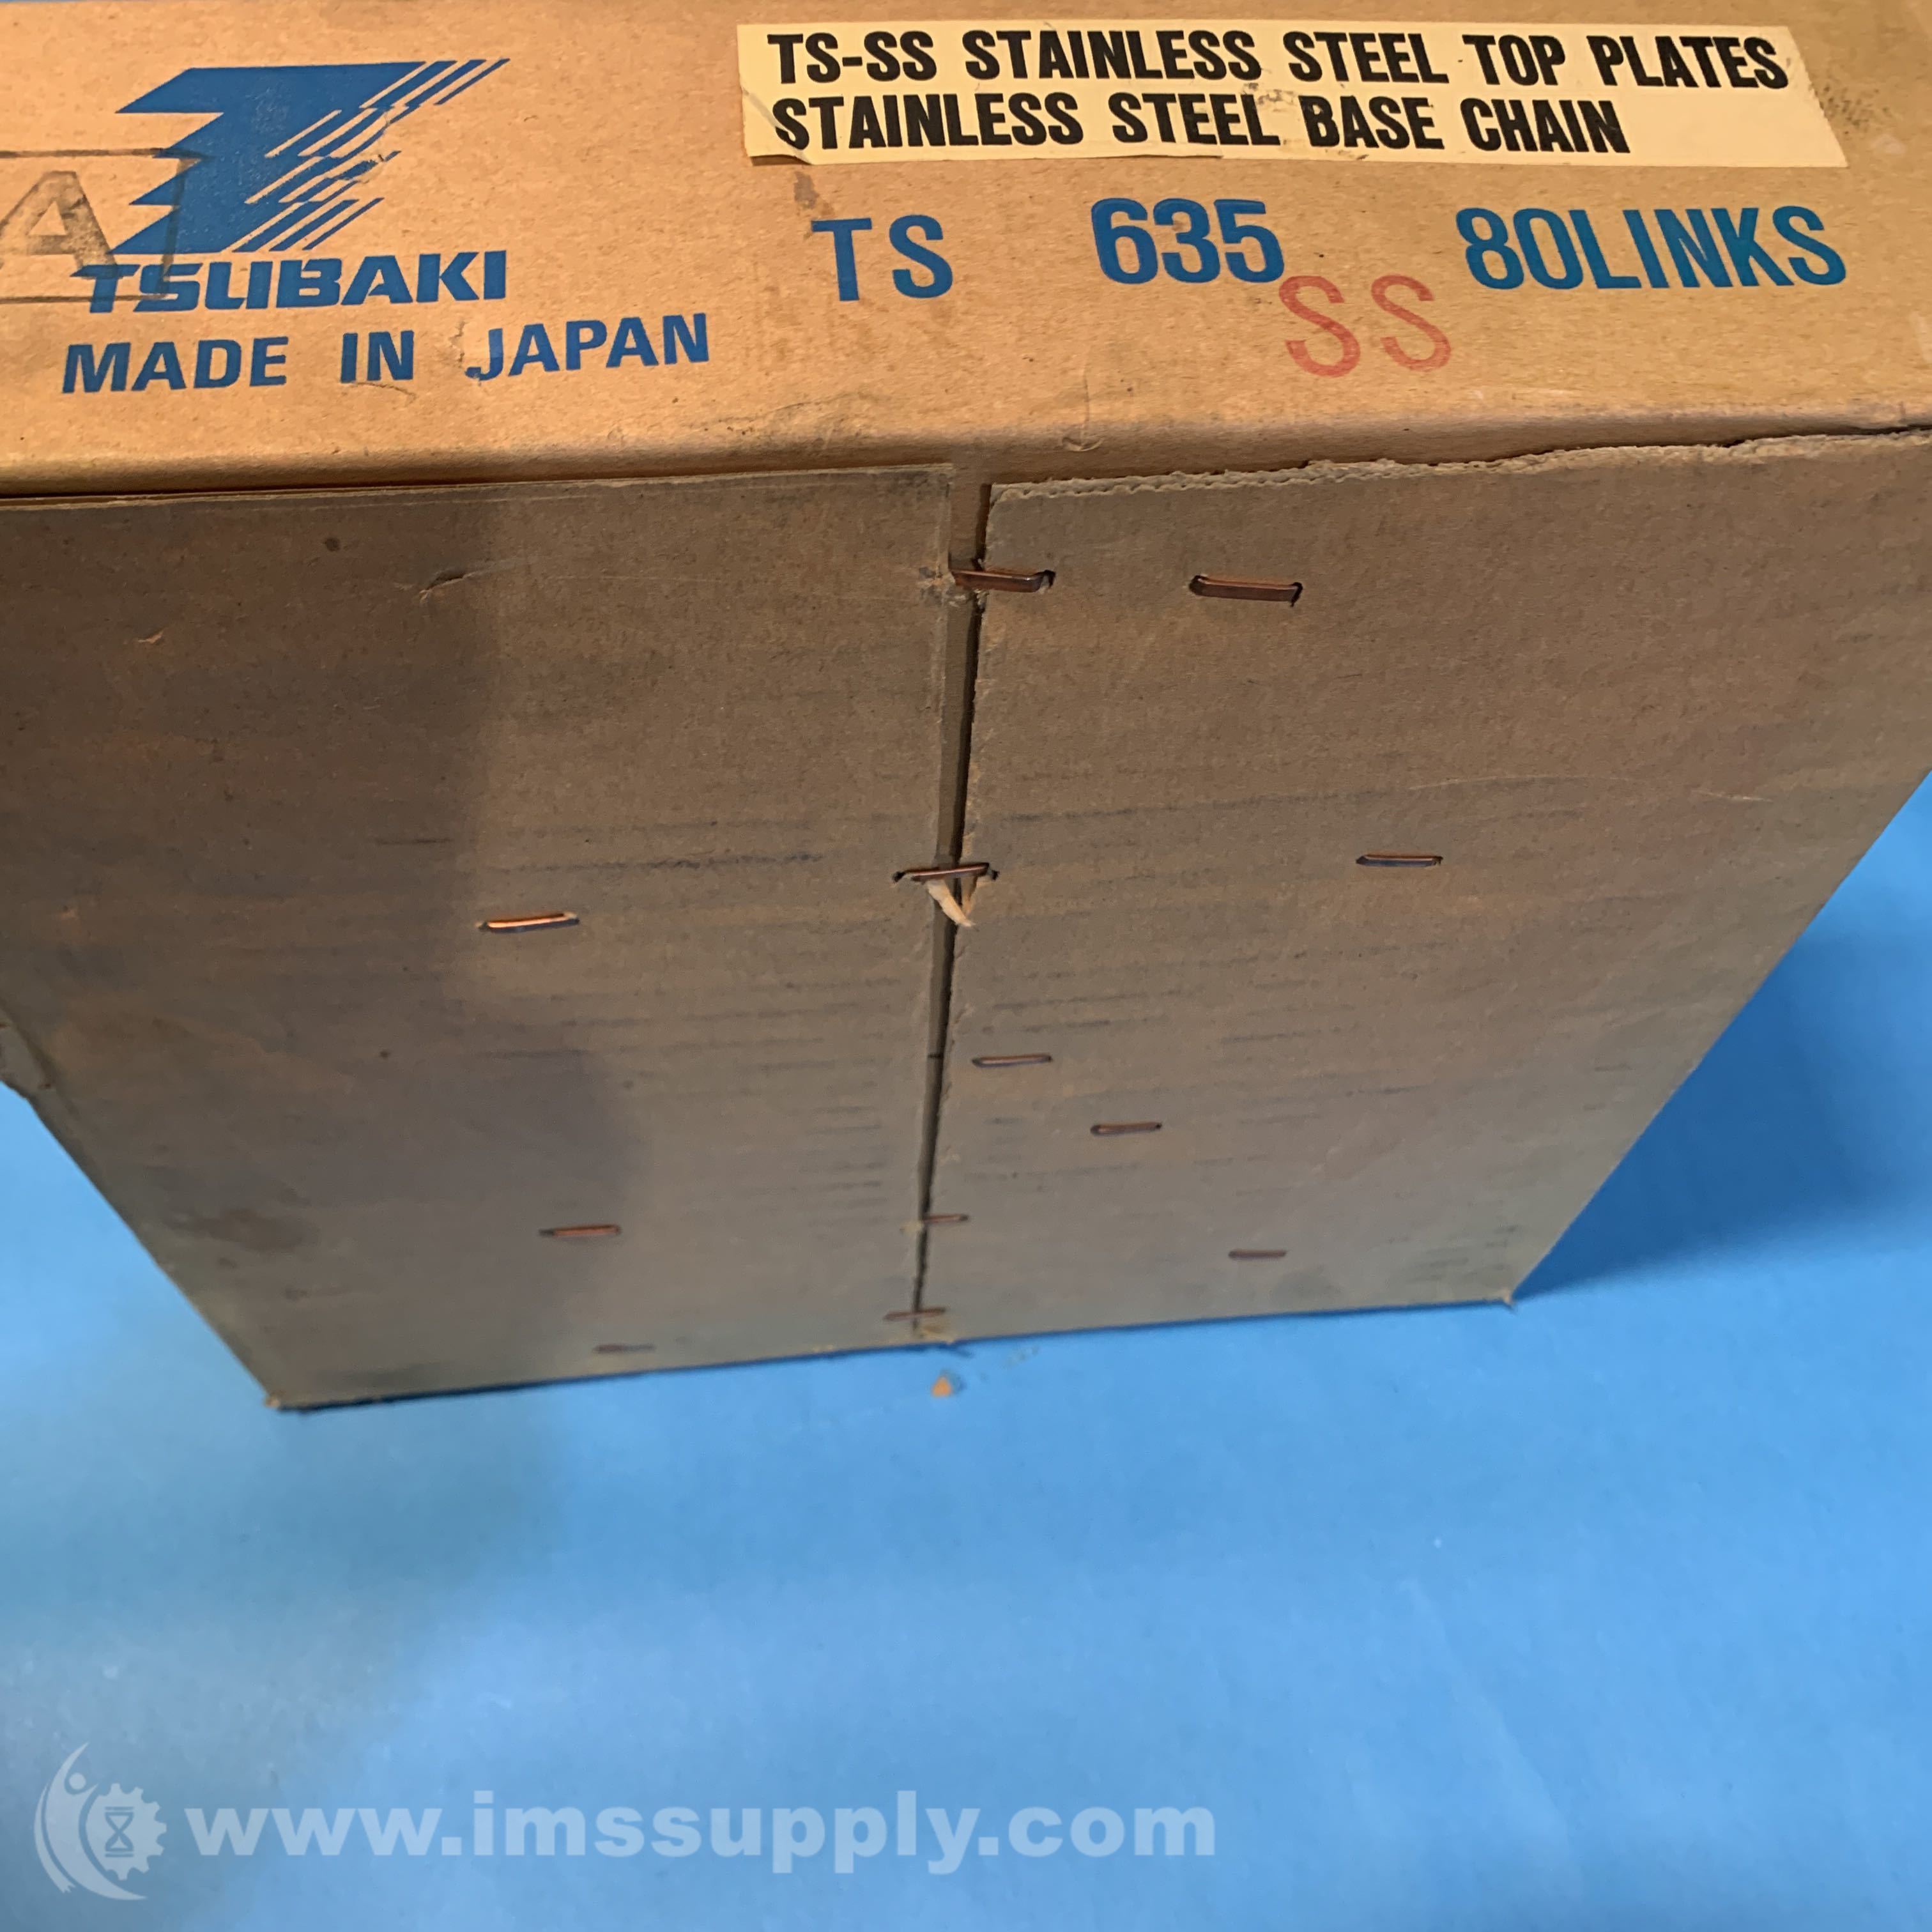 TS-SS STAINLESS STEEL TOP PLATES
STAINLESS STEEL BASE CHAIN
A
TSUBAKI
MADE IN JAPAN
TS 635 80LINKS
SS
www.imssupply.com